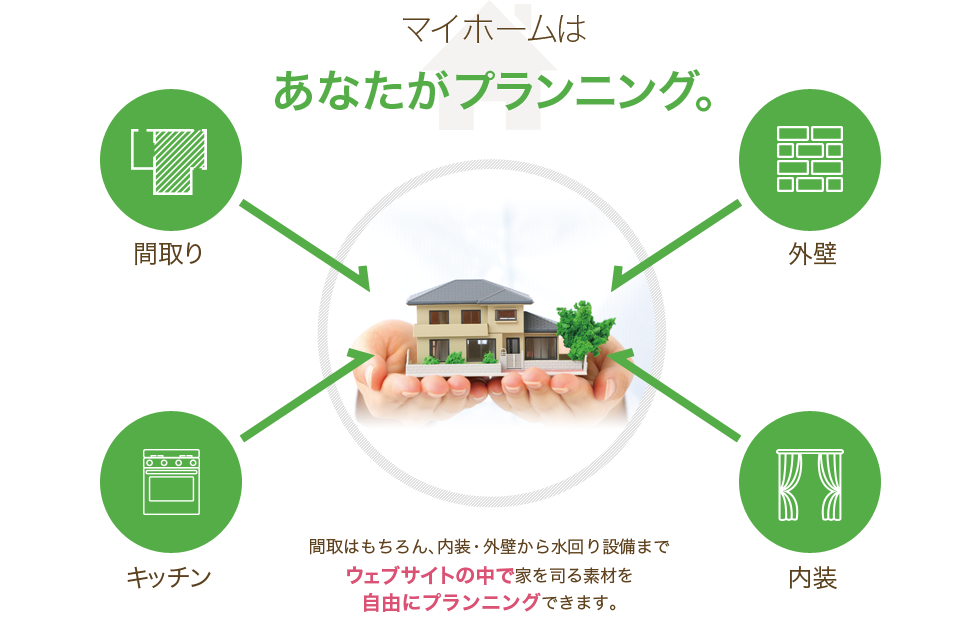 マイホームは
あなたがプランニング。
間取り
外壁
キッチン
内装
間取はもちろん、内装・外壁から水回り設備まで
ウェブサイトの中で家を司る素材を
自由にプランニングできます。